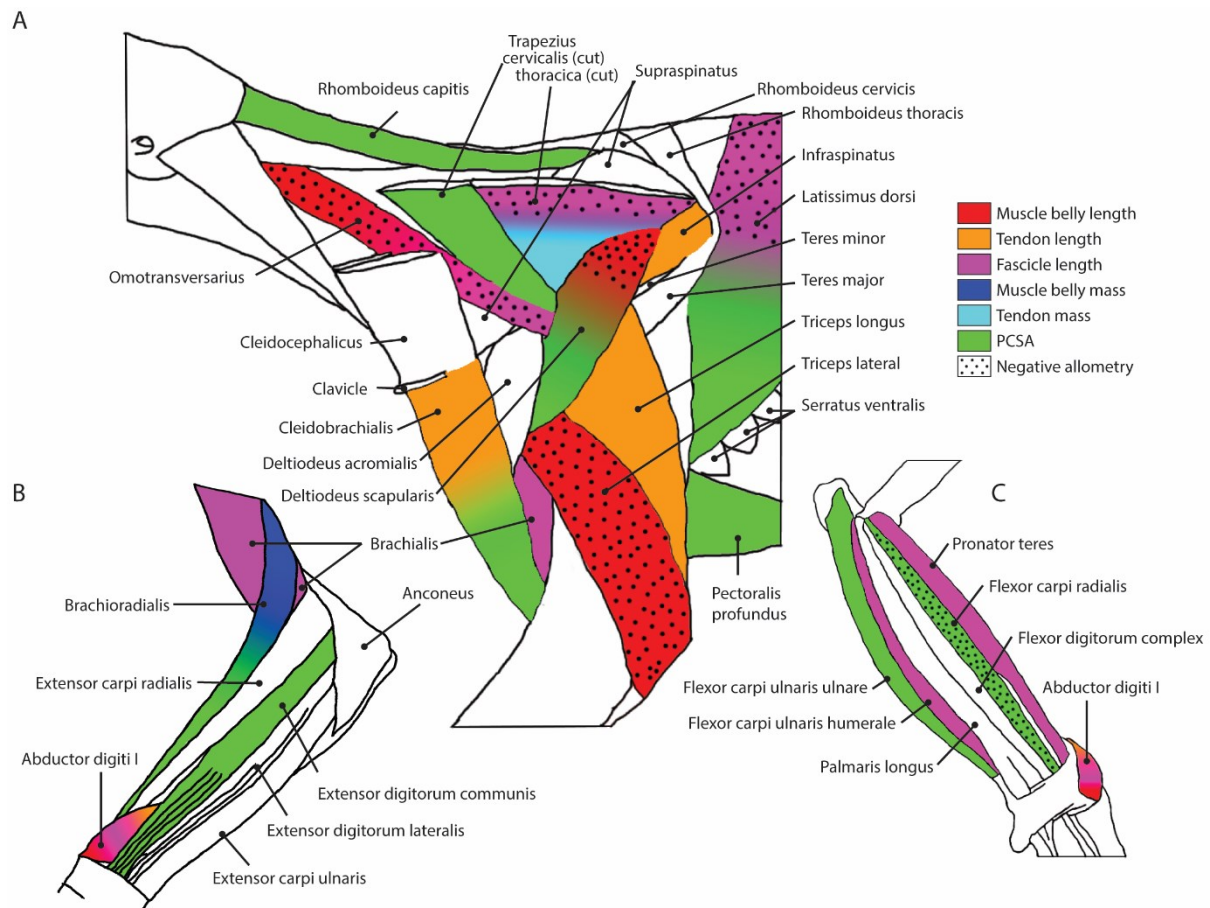 A
Trapezius
cervicalis (cut)
thoracica (cut)
Supraspinatus
Rhomboideus capitis
Rhomboideus cervicis
Rhomboideus thoracis
Infraspinatus
Latissimus dorsi
Teres minor
Teres major
Triceps longus
Triceps lateral
Serratus ventralis
Omotransversarius
Cleidocephalicus
Clavicle
Cleidobrachialis
Deltiodeus acromialis
Deltiodeus scapularis
Pectoralis
profundus
Muscle belly length
Tendon length
Fascicle length
Muscle belly mass
Tendon mass
PCSA
Negative allometry
B
Brachialis
Brachioradialis
Anconeus
Extensor carpi radialis
Abductor digiti I
Extensor digitorum communis
Extensor digitorum lateralis
Extensor carpi ulnaris
C
Pronator teres
Flexor carpi radialis
Flexor digitorum complex
Abductor digiti I
Flexor carpi ulnaris ulnare
Flexor carpi ulnaris humerale
Palmaris longus